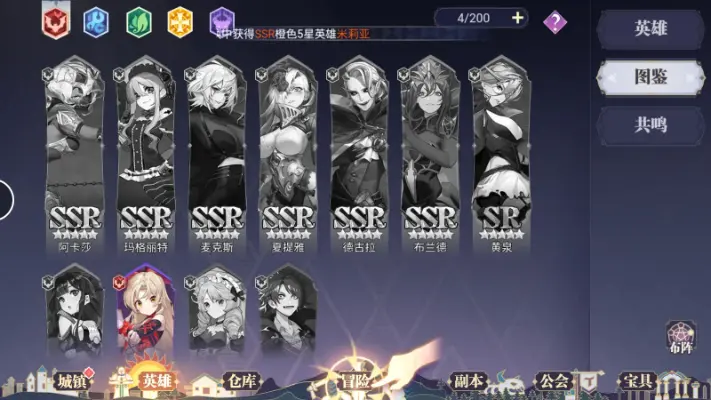 4/200
?
中获得SSR橙色5星英雄米莉亚
英雄
图鉴
共鸣
SSR
SSR
SSR
SSR
SSR
SSR
SR
阿卡莎
玛格丽特
麦克斯
夏提雅
德古拉
布兰德
黄泉
布阵
城镇
英雄
仓库
冒险
副本
公会
宝具